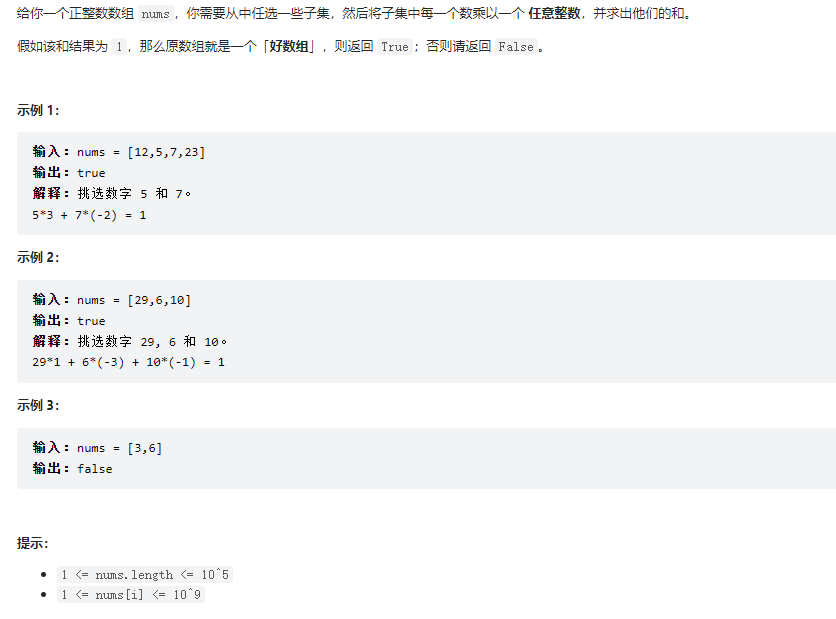 给你一个正整数数组 nums，你需要从中任选一些子集，然后将子集中每一个数乘以一个 任意整数，并求出他们的和。
假如该和结果为 1，那么原数组就是一个「好数组」，则返回 True；否则请返回 False。
示例 1：
输入：nums = [12,5,7,23]
输出：true
解释：挑选数字 5 和 7。
5*3 + 7*(-2) = 1
示例 2：
输入：nums = [29,6,10]
输出：true
解释：挑选数字 29, 6 和 10。
29*1 + 6*(-3) + 10*(-1) = 1
示例 3：
输入：nums = [3,6]
输出：false
提示：
1 <= nums.length <= 10^5
1 <= nums[i] <= 10^9